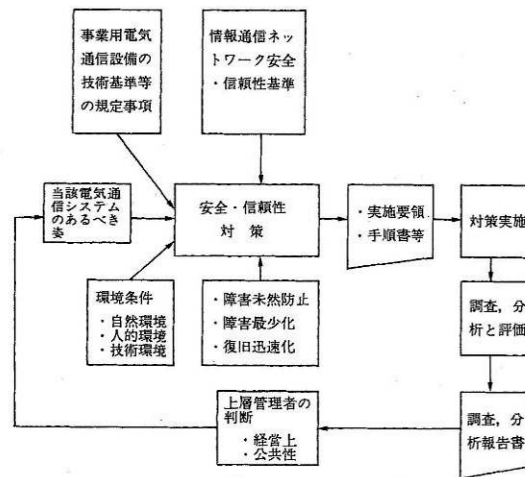 事業用電気
通信設備の
技術基準等
の規定事項
情報通信ネッ
トワーク安全
・信頼性基準
当該電気通
信システム
のあるべき
姿
安全・信頼性
対 策
・実施要領
・手順書等
対策実施
環境条件
・自然環境
・人的環境
・技術環境
・障害未然防止
・障害最少化
・復旧迅速化
調査，分
析と評価
上層管理者の
判断
・経営上
・公共性
調査，分
析報告書